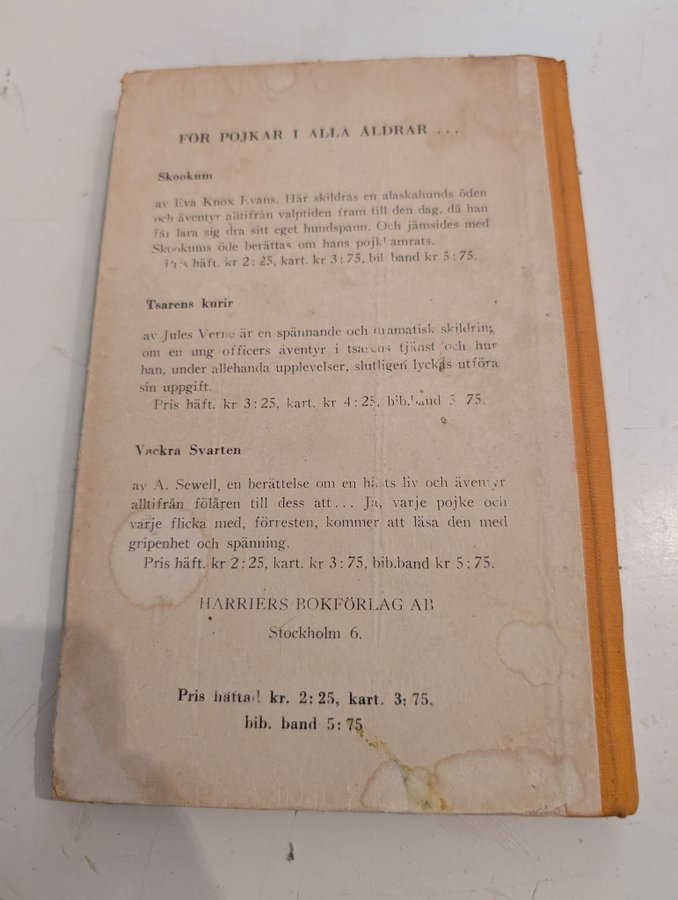 FÖR POJKAR I ALLA ÅLDRAR ...
Skookum
av Eva Knox Evans. Här skildras en alaskahunds öden
och äventyr alltifrån valptiden fram till den dag, då han
får lära sig dra sitt eget hundspann. Och jämsides med
Skookums öde berättas om hans pojkkamrats.
Pris häft. kr 2:25, kart. kr 3:75, bib band kr 5:75.
Tsarens kurir
av Jules Verne är en spännande och dramatisk skildring
om en ung officers äventyr i tsarens tjänst och hur
han, under allehanda upplevelser, slutligen lyckas utföra
sin uppgift.
Pris häft. kr 3:25, kart. kr 4:25, bib.band 5 75.
Vackra Svarten
av A. Sewell, en berättelse om en hästs liv och äventyr
alltifrån fölåren till dess att... Ja, varje pojke och
varje flicka med, förresten, kommer att läsa den med
gripenhet och spänning.
Pris häft. kr 2:25, kart. kr 3:75, bib.band kr 5:75.
HARRIERS BOKFÖRLAG AB
Stockholm 6.
Pris häftad kr. 2:25, kart. 3:75,
bib. band 5:75